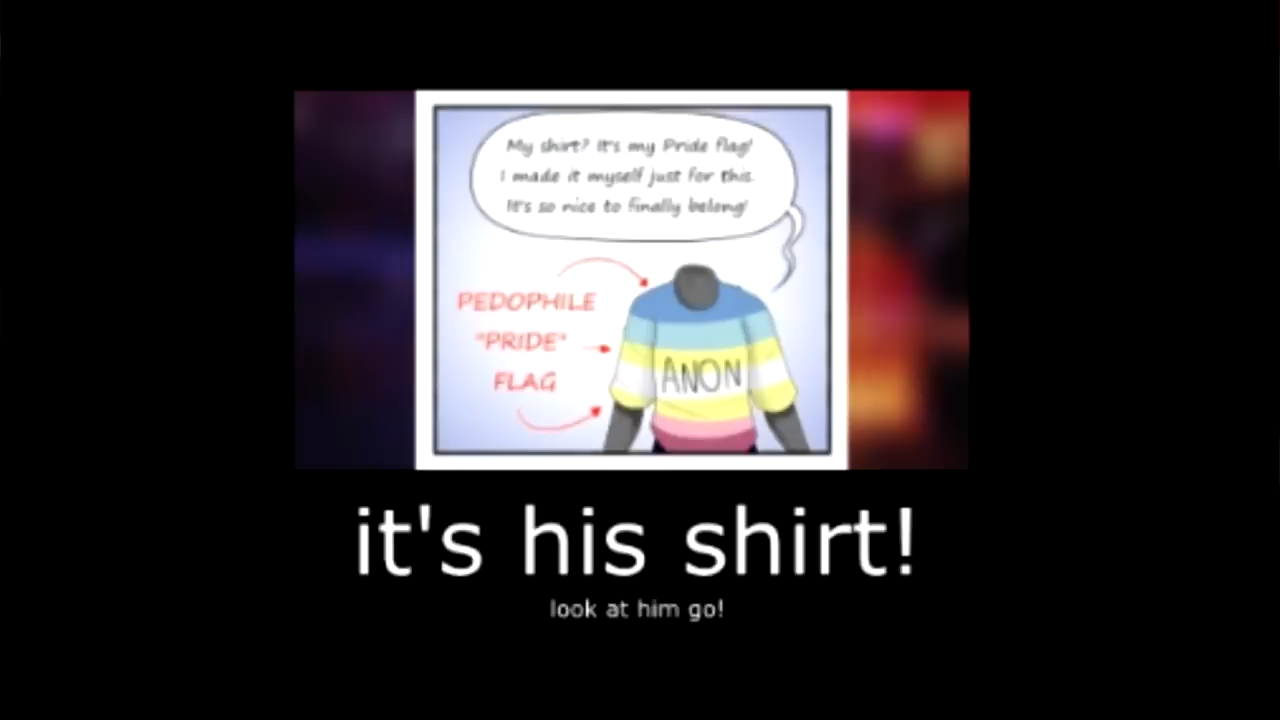 My shirt? It's my Pride flag!
I made it myself just for this.
It's so nice to finally belong!
PEDOPHILE
"PRIDE"
FLAG
ANON
it's his shirt!
look at him go!